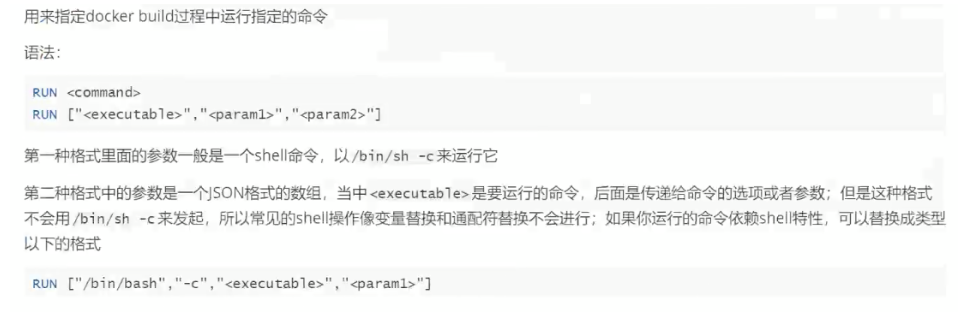 用来指定docker build过程中运行指定的命令
语法：
RUN <command>
RUN ["<executable>","<param1>","<param2>"]
第一种格式里面的参数一般是一个shell命令，以/bin/sh -c来运行它
第二种格式中的参数是一个JSON格式的数组，当中<executable>是要运行的命令，后面是传递给命令的选项或者参数；但是这种格式
不会用/bin/sh -c来发起，所以常见的shell操作像变量替换和通配符替换不会进行；如果你运行的命令依赖shell特性，可以替换成类型
以下的格式
RUN ["/bin/bash","-c","<executable>","<param1>"]